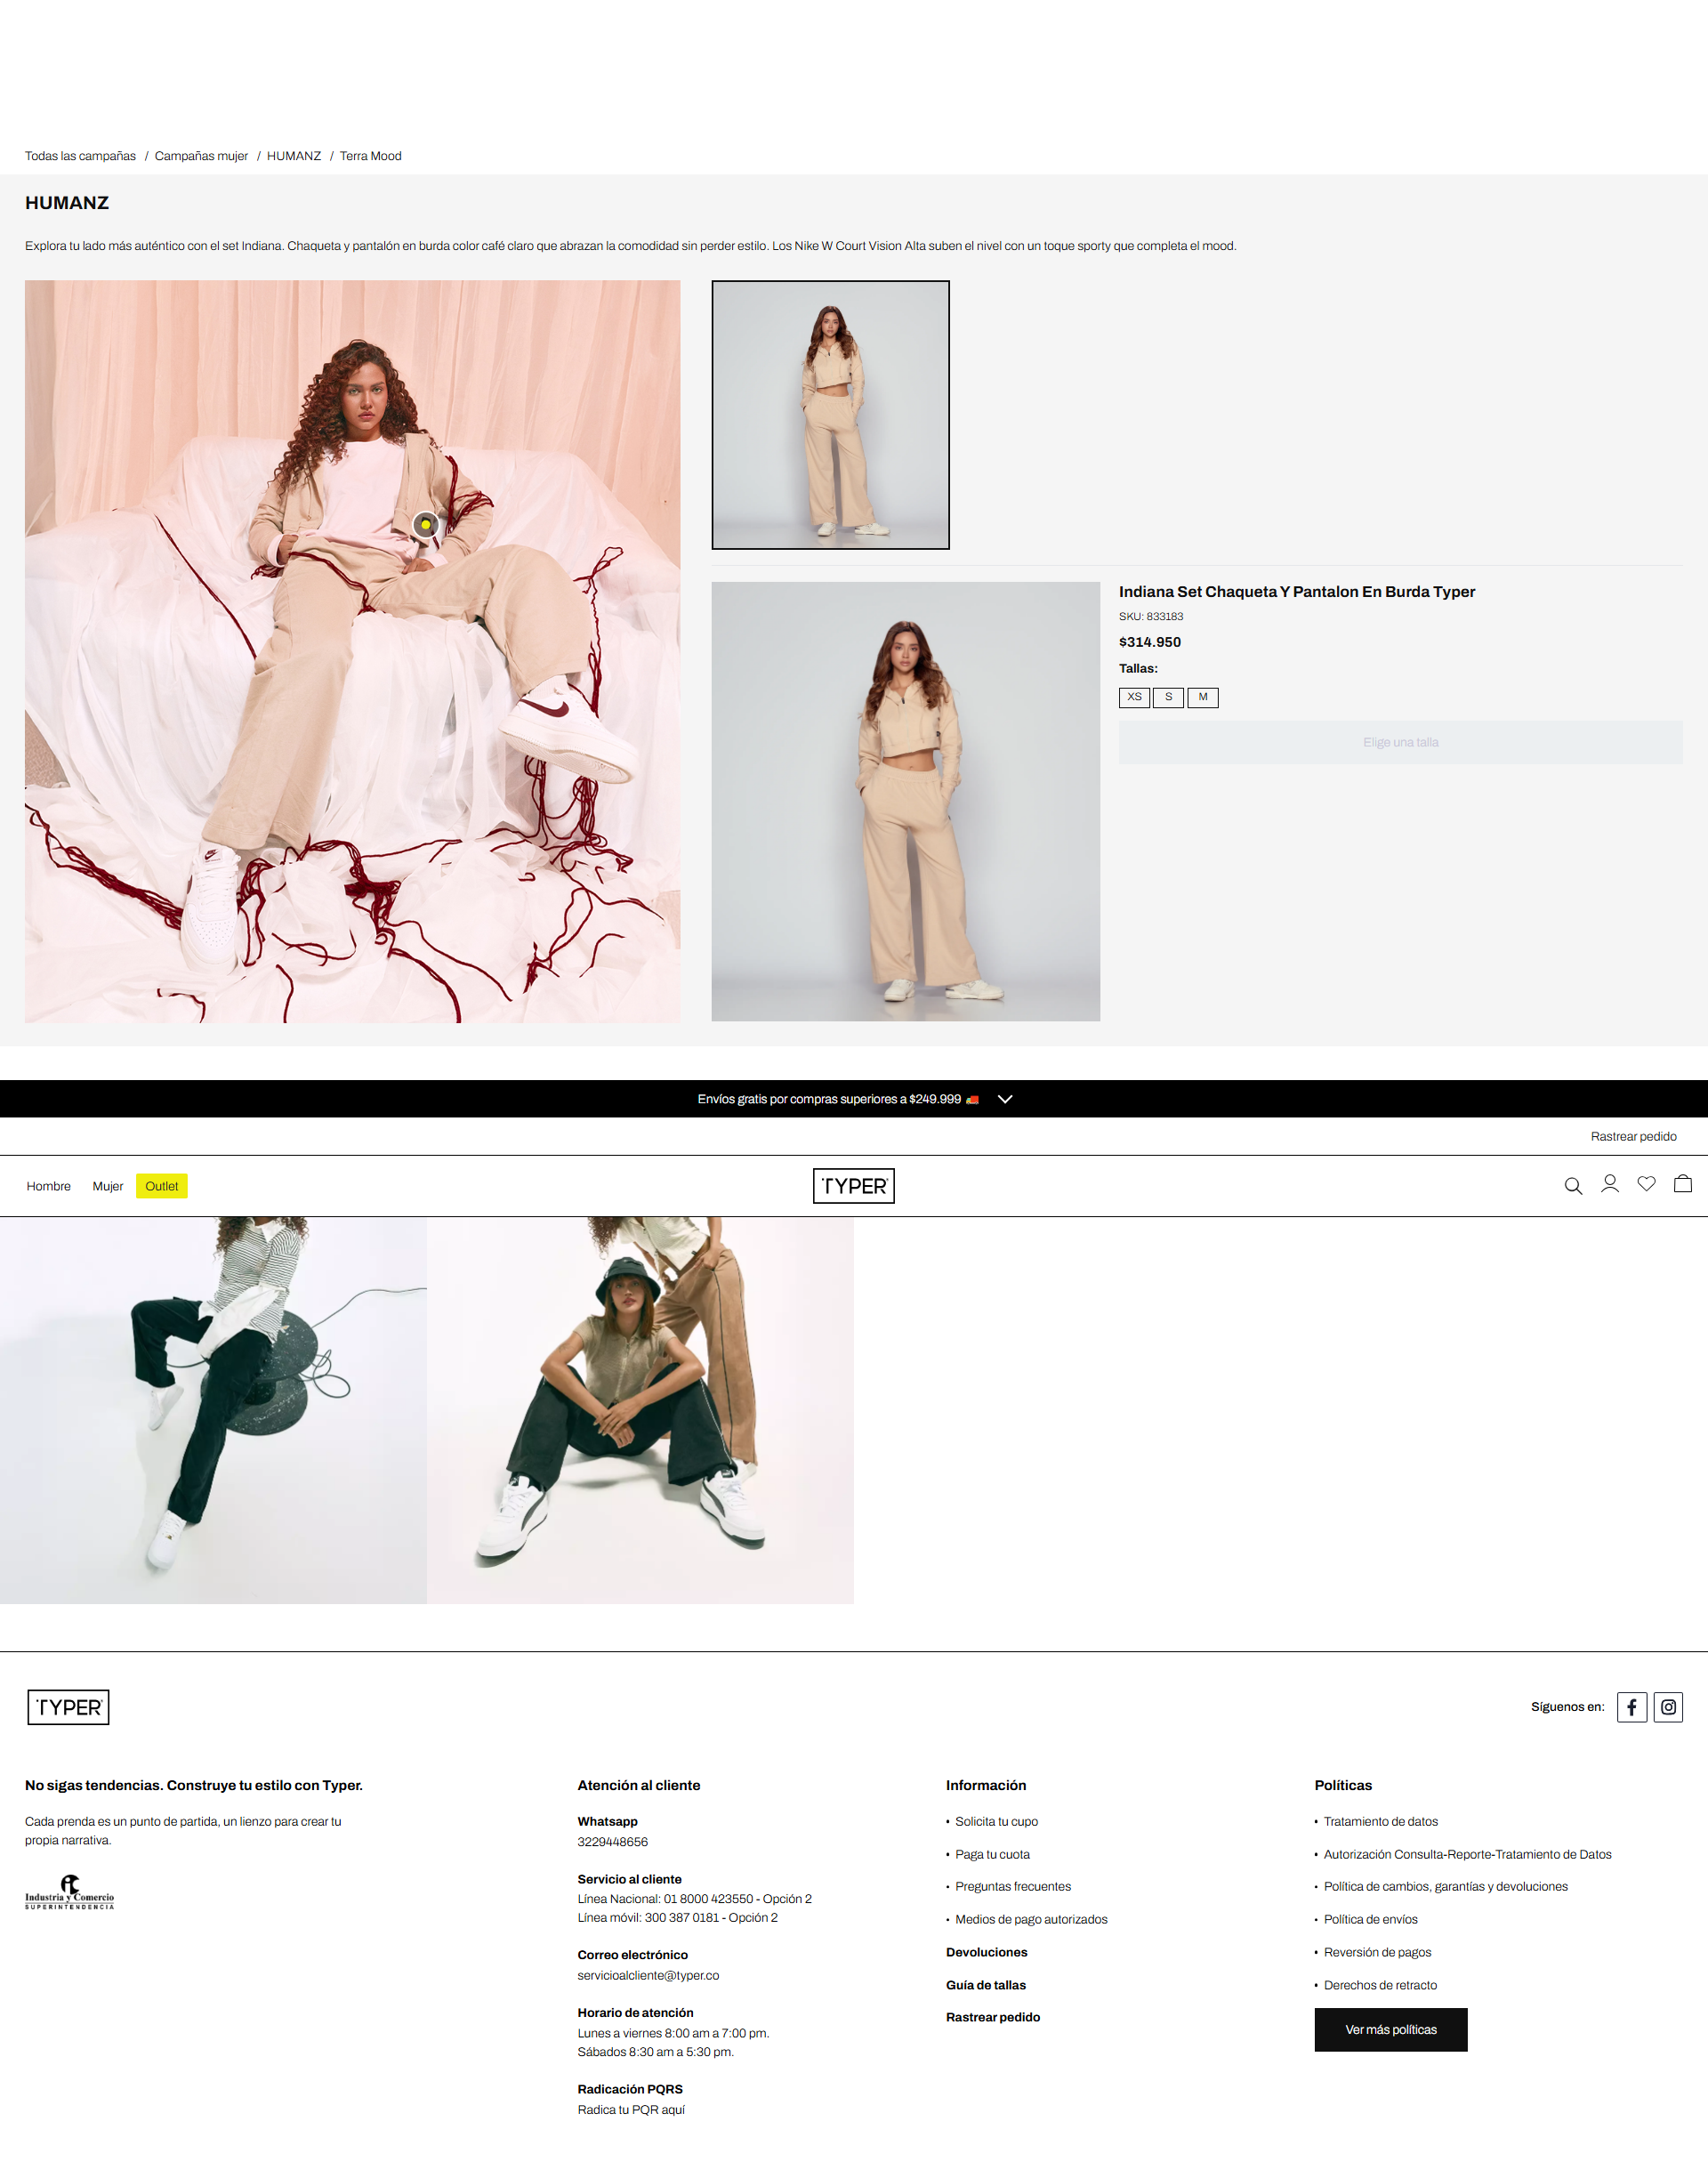 Todas las campañas / Campañas mujer / HUMANZ / Terra Mood
HUMANZ
Explora tu lado más auténtico con el set Indiana. Chaqueta y pantalón en burda color café claro que abrazan la comodidad sin perder estilo. Los Nike W Court Vision Alta suben el nivel con un toque sporty que completa el mood.
Indiana Set Chaqueta Y Pantalon En Burda Typer
SKU: 833183
$314.950
Tallas:
XS S M
Elige una talla
Envíos gratis por compras superiores a $249.999
Rastrear pedido
Hombre Mujer Outlet
TYPER
TYPER
Síguenos en:
No sigas tendencias. Construye tu estilo con Typer.
Cada prenda es un punto de partida, un lienzo para crear tu
propia narrativa.
Industria y Comercio
SUPERINTENDENCIA
Atención al cliente
Whatsapp
3229448656
Servicio al cliente
Línea Nacional: 01 8000 423550 - Opción 2
Línea móvil: 300 387 0181 - Opción 2
Correo electrónico
servicioalcliente@typer.co
Horario de atención
Lunes a viernes 8:00 am a 7:00 pm.
Sábados 8:30 am a 5:30 pm.
Radicación PQRS
Radica tu PQR aquí
Información
• Solicita tu cupo
• Paga tu cuota
• Preguntas frecuentes
• Medios de pago autorizados
Devoluciones
Guía de tallas
Rastrear pedido
Políticas
• Tratamiento de datos
• Autorización Consulta-Reporte-Tratamiento de Datos
• Política de cambios, garantías y devoluciones
• Política de envíos
• Reversión de pagos
• Derechos de retracto
Ver más políticas